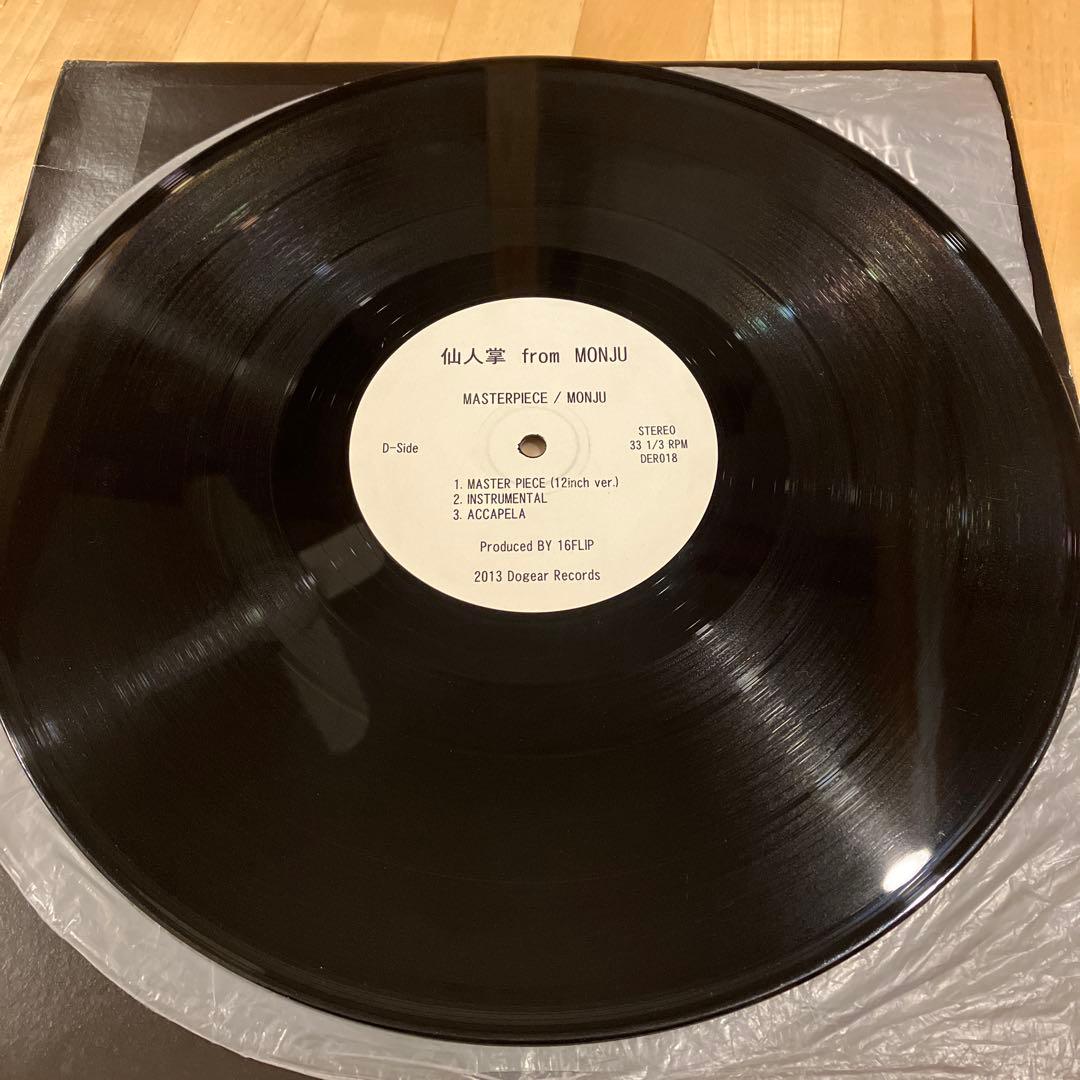 仙人掌 from MONJU
MASTERPIECE / MONJU
D-Side
STEREO
33 1/3 RPM
DER018
1. MASTER PIECE (12inch ver.)
2. INSTRUMENTAL
3. ACCAPELA
Produced BY 16FLIP
2013 Dogear Records